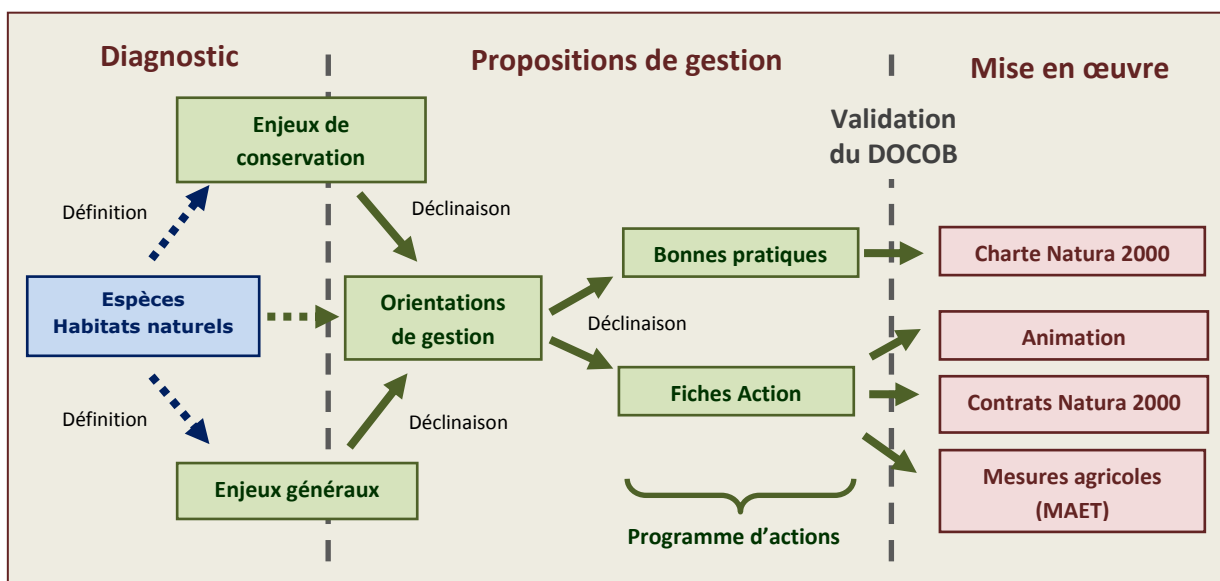 Diagnostic
Propositions de gestion
Mise en œuvre
Validation
du DOCOB
Enjeux de
conservation
Définition
Déclinaison
Espèces
Habitats naturels
Orientations
de gestion
Déclinaison
Bonnes pratiques
Charte Natura 2000
Animation
Fiches Action
Contrats Natura 2000
Définition
Déclinaison
Enjeux généraux
Mesures agricoles
(MAET)
Programme d’actions